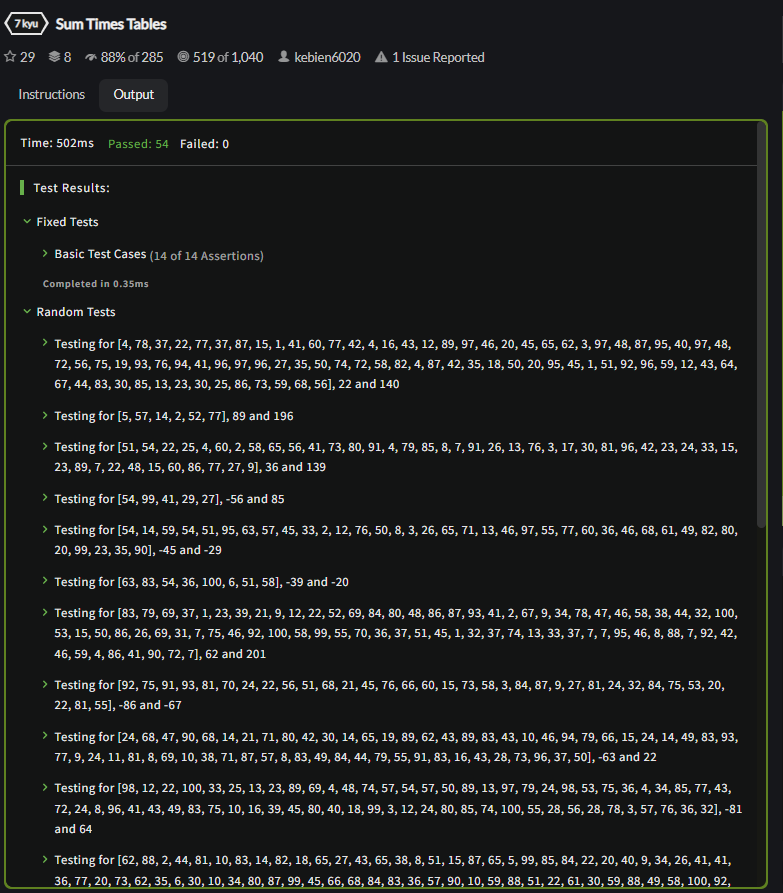 7 kyu Sum Times Tables
29 8 88% of 285 519 of 1,040 kebien6020 1 Issue Reported
Instructions Output
Time: 502ms Passed: 54 Failed: 0
Test Results:
Fixed Tests
Basic Test Cases (14 of 14 Assertions)
Completed in 0.35ms
Random Tests
Testing for [4, 78, 37, 22, 77, 37, 87, 15, 1, 41, 60, 77, 42, 4, 16, 43, 12, 89, 97, 46, 20, 45, 65, 62, 3, 97, 48, 87, 95, 40, 97, 48,
72, 56, 75, 19, 93, 76, 94, 41, 96, 97, 96, 27, 35, 50, 74, 72, 58, 82, 4, 87, 42, 35, 18, 50, 20, 95, 45, 1, 51, 92, 96, 59, 12, 43, 64,
67, 44, 83, 30, 85, 13, 23, 30, 25, 86, 73, 59, 68, 56], 22 and 140
Testing for [5, 57, 14, 2, 52, 77], 89 and 196
Testing for [51, 54, 22, 25, 4, 60, 2, 58, 65, 56, 41, 73, 80, 91, 4, 79, 85, 8, 7, 91, 26, 13, 76, 3, 17, 30, 81, 96, 42, 23, 24, 33, 15,
23, 89, 7, 22, 48, 15, 60, 86, 77, 27, 9], 36 and 139
Testing for [54, 99, 41, 29, 27], -56 and 85
Testing for [54, 14, 59, 54, 51, 95, 63, 57, 45, 33, 2, 12, 76, 50, 8, 3, 26, 65, 71, 13, 46, 97, 55, 77, 60, 36, 46, 68, 61, 49, 82, 80,
20, 99, 23, 35, 90], -45 and -29
Testing for [63, 83, 54, 36, 100, 6, 51, 58], -39 and -20
Testing for [83, 79, 69, 37, 1, 23, 39, 21, 9, 12, 22, 52, 69, 84, 80, 48, 86, 87, 93, 41, 2, 67, 9, 34, 78, 47, 46, 58, 38, 44, 32, 100,
53, 15, 50, 86, 26, 69, 31, 7, 75, 46, 92, 100, 58, 99, 55, 70, 36, 37, 51, 45, 1, 32, 37, 74, 13, 33, 37, 7, 7, 95, 46, 8, 88, 7, 92, 42,
46, 59, 4, 86, 41, 90, 72, 7], 62 and 201
Testing for [92, 75, 91, 93, 81, 70, 24, 22, 56, 51, 68, 21, 45, 76, 66, 60, 15, 73, 58, 3, 84, 87, 9, 27, 81, 24, 32, 84, 75, 53, 20,
22, 81, 55], -86 and -67
Testing for [24, 68, 47, 90, 68, 14, 21, 71, 80, 42, 30, 14, 65, 19, 89, 62, 43, 89, 83, 43, 10, 46, 94, 79, 66, 15, 24, 14, 49, 83, 93,
77, 9, 24, 11, 81, 8, 69, 10, 38, 71, 87, 57, 8, 83, 49, 84, 44, 79, 55, 91, 83, 16, 43, 28, 73, 96, 37, 50], -63 and 22
Testing for [98, 12, 22, 100, 33, 25, 13, 23, 89, 69, 4, 48, 74, 57, 54, 57, 50, 89, 13, 97, 79, 24, 98, 53, 75, 36, 4, 34, 85, 77, 43,
72, 24, 8, 96, 41, 43, 49, 83, 75, 10, 16, 39, 45, 80, 40, 18, 99, 3, 12, 24, 80, 85, 74, 100, 55, 28, 56, 28, 78, 3, 57, 76, 36, 32], -81
and 64
Testing for [62, 88, 2, 44, 81, 10, 83, 14, 82, 18, 65, 27, 43, 65, 38, 8, 51, 15, 87, 65, 5, 99, 85, 84, 22, 20, 40, 9, 34, 26, 41, 41,
36, 77, 20, 73, 62, 35, 6, 30, 10, 34, 80, 87, 99, 45, 66, 68, 84, 83, 36, 57, 90, 10, 59, 88, 51, 22, 61, 30, 59, 88, 49, 58, 100, 92,